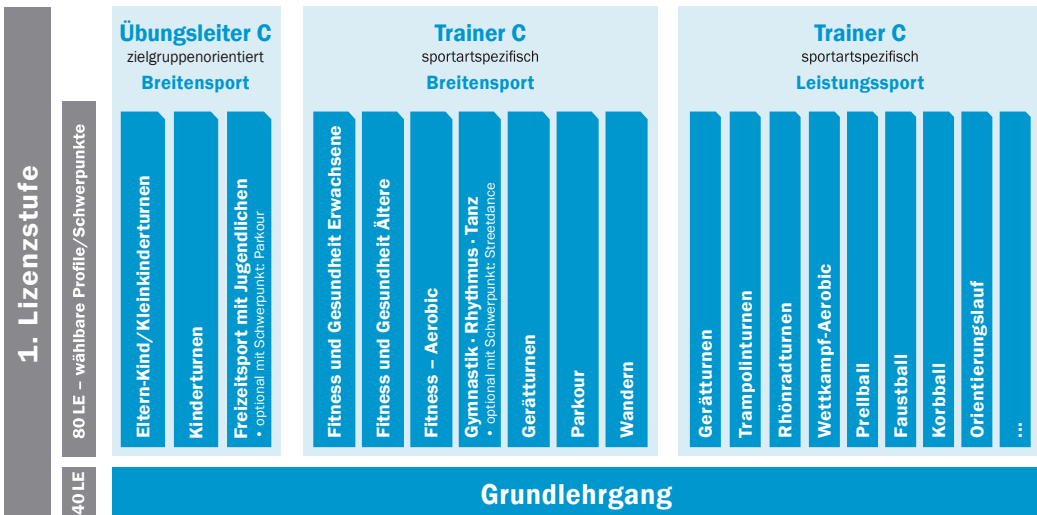 1. Lizenzstufe
80 LE – wählbare Profile/Schwerpunkte
40 LE
Übungsleiter C
zielgruppenorientiert
Breitensport
Eltern-Kind/Kleinkinderturnen
Kinderturnen
Freizeitsport mit Jugendlichen
• optional mit Schwerpunkt: Parkour
Trainer C
sportartspezifisch
Breitensport
Fitness und Gesundheit Erwachsene
Fitness und Gesundheit Ältere
Fitness – Aerobic
Gymnastik · Rhythmus · Tanz
• optional mit Schwerpunkt: Streetdance
Gerätturnen
Parkour
Wandern
Trainer C
sportartspezifisch
Leistungssport
Gerätturnen
Trampolinturnen
Rhönradturnen
Wettkampf-Aerobic
Prellball
Faustball
Korbball
Orientierungslauf
...
Grundlehrgang